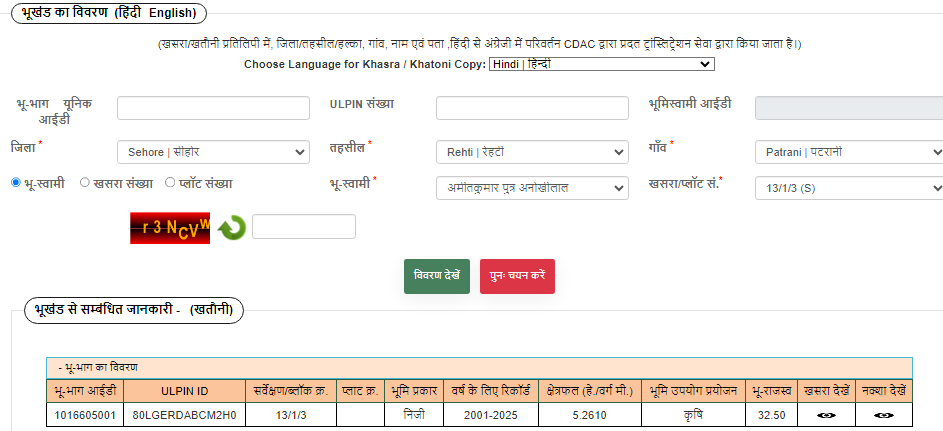 भूखंड का विवरण (हिंदी English)
(खसरा/खतौनी प्रतिलिपी में, जिला/तहसील/हल्का, गांव, नाम एवं पता ,हिंदी से अंग्रेजी में परिवर्तन CDAC द्वारा प्रदत ट्रांस्लिट्रेशन सेवा द्वारा किया जाता है।)
Choose Language for Khasra / Khatoni Copy: Hindi | हिन्दी
भू-भाग यूनिक आईडी ULPIN संख्या भूमिस्वामी आईडी
जिला * Sehore | सीहोर तहसील * Rehti | रेहटी गाँव * Patrani | पटरानी
भू-स्वामी खसरा संख्या प्लॉट संख्या भू-स्वामी * अमीतकुमार पुत्र अनोखीलाल खसरा/प्लॉट सं.* 13/1/3 (S)
r 3 N C V W
विवरण देखें पुनः चयन करें
भूखंड से सम्बंधित जानकारी - (खतौनी)
- भू-भाग का विवरण
भू-भाग आईडी ULPIN ID सर्वेक्षण/ब्लॉक क्र. प्लाट क्र. भूमि प्रकार वर्ष के लिए रिकॉर्ड क्षेत्रफल (हे./वर्ग मी.) भूमि उपयोग प्रयोजन भू-राजस्व खसरा देखें नक्शा देखें
1016605001 80LGERDABCM2H0 13/1/3 निजी 2001-2025 5.2610 कृषि 32.50